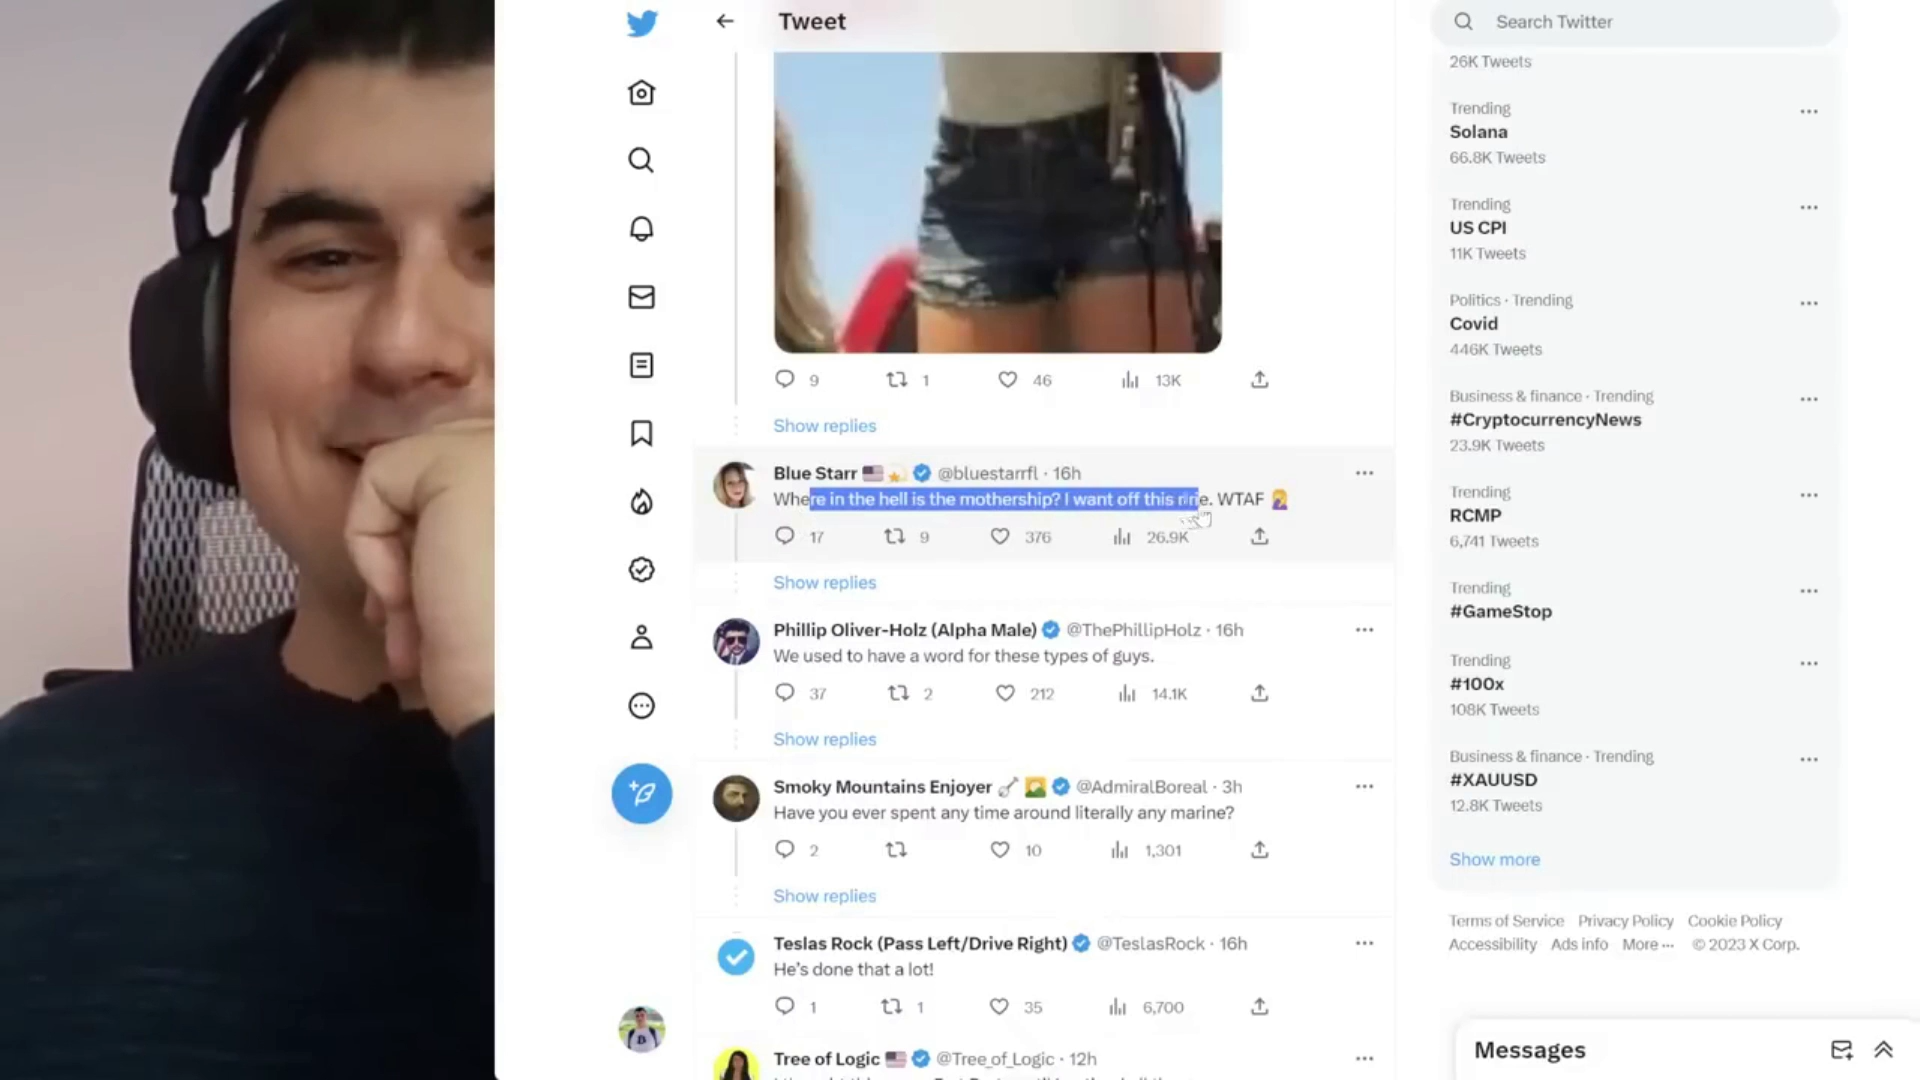 Tweet
Search Twitter
26K Tweets
Trending
Solana
66.8K Tweets
Trending
US CPI
11K Tweets
Politics · Trending
Covid
446K Tweets
Business & finance · Trending
#CryptocurrencyNews
23.9K Tweets
Trending
RCMP
6,741 Tweets
Trending
#GameStop
Trending
#100x
108K Tweets
Business & finance · Trending
#XAUUSD
12.8K Tweets
Show more
Terms of Service Privacy Policy Cookie Policy
Accessibility Ads info More ··· © 2023 X Corp.
9 1 46 13K
Show replies
Blue Starr @bluestarrfl · 16h
Where in the hell is the mothership? I want off this ride. WTAF
17 9 376 26.9K
Show replies
Phillip Oliver-Holz (Alpha Male) @ThePhillipHolz · 16h
We used to have a word for these types of guys.
37 2 212 14.1K
Show replies
Smoky Mountains Enjoyer @AdmiralBoreal · 3h
Have you ever spent any time around literally any marine?
2 10 1,301
Show replies
Teslas Rock (Pass Left/Drive Right) @TeslasRock · 16h
He's done that a lot!
1 1 35 6,700
Tree of Logic @Tree_of_Logic · 12h
Messages